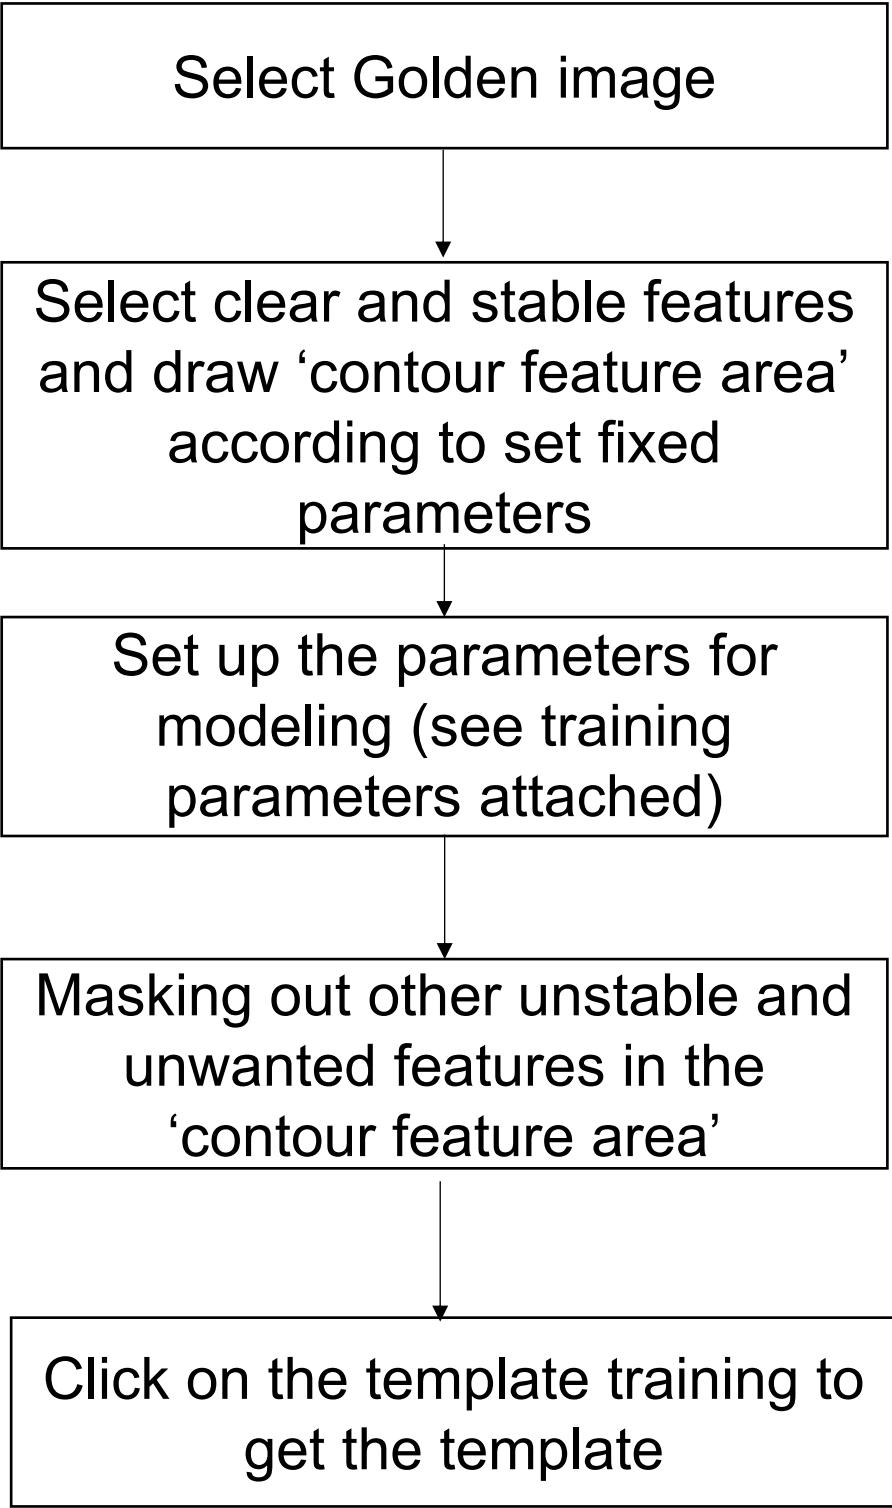 Select Golden image
Select clear and stable features
and draw ‘contour feature area’
according to set fixed
parameters
Set up the parameters for
modeling (see training
parameters attached)
Masking out other unstable and
unwanted features in the
‘contour feature area’
Click on the template training to
get the template